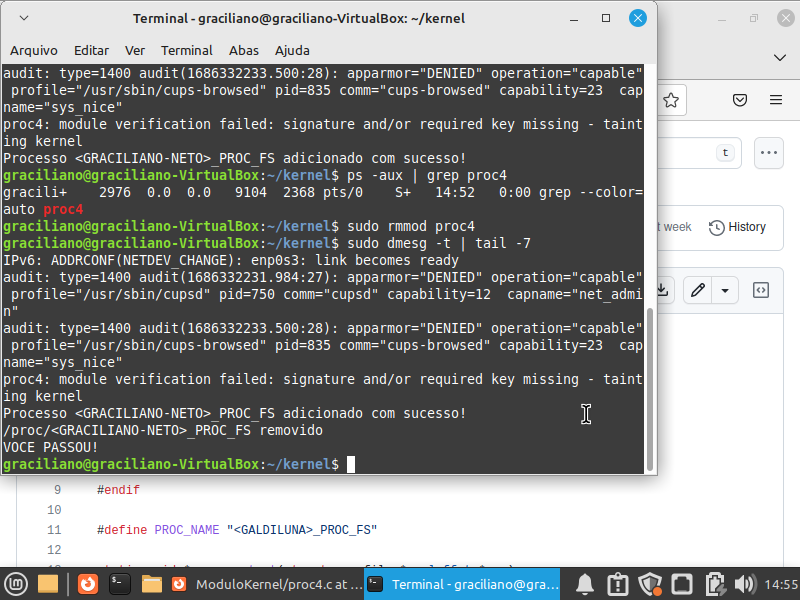 Terminal - graciliano@graciliano-VirtualBox: ~/kernel
Arquivo Editar Ver Terminal Abas Ajuda
audit: type=1400 audit(1686332233.500:28): apparmor="DENIED" operation="capable"
profile="/usr/sbin/cups-browsed" pid=835 comm="cups-browsed" capability=23  cap
name="sys_nice"
proc4: module verification failed: signature and/or required key missing - taint
ing kernel
Processo <GRACILIANO-NETO>_PROC_FS adicionado com sucesso!
graciliano@graciliano-VirtualBox:~/kernel$ ps -aux | grep proc4
gracili+    2976  0.0  0.0   9104  2368 pts/0    S+   14:52   0:00 grep --color=
auto proc4
graciliano@graciliano-VirtualBox:~/kernel$ sudo rmmod proc4
graciliano@graciliano-VirtualBox:~/kernel$ sudo dmesg -t | tail -7
IPv6: ADDRCONF(NETDEV_CHANGE): enp0s3: link becomes ready
audit: type=1400 audit(1686332231.984:27): apparmor="DENIED" operation="capable"
profile="/usr/sbin/cupsd" pid=750 comm="cupsd" capability=12  capname="net_admi
n"
audit: type=1400 audit(1686332233.500:28): apparmor="DENIED" operation="capable"
profile="/usr/sbin/cups-browsed" pid=835 comm="cups-browsed" capability=23  cap
name="sys_nice"
proc4: module verification failed: signature and/or required key missing - taint
ing kernel
Processo <GRACILIANO-NETO>_PROC_FS adicionado com sucesso!
/proc/<GRACILIANO-NETO>_PROC_FS removido
VOCE PASSOU!
graciliano@graciliano-VirtualBox:~/kernel$
t
t week History
9 #endif
10
11 #define PROC_NAME "<GALDILUNA>_PROC_FS"
12
ModuloKernel/proc4.c at ... Terminal - graciliano@gra... 14:55